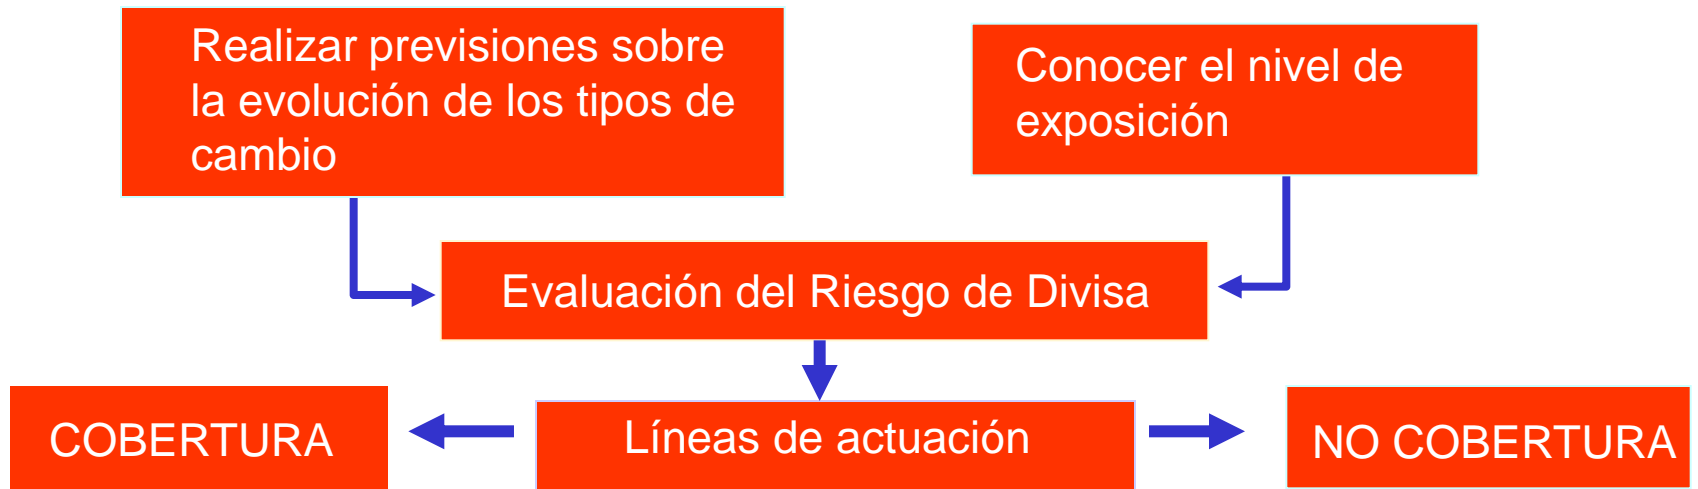 Realizar previsiones sobre
la evolución de los tipos de
cambio
Conocer el nivel de
exposición
Evaluación del Riesgo de Divisa
COBERTURA
Líneas de actuación
NO COBERTURA